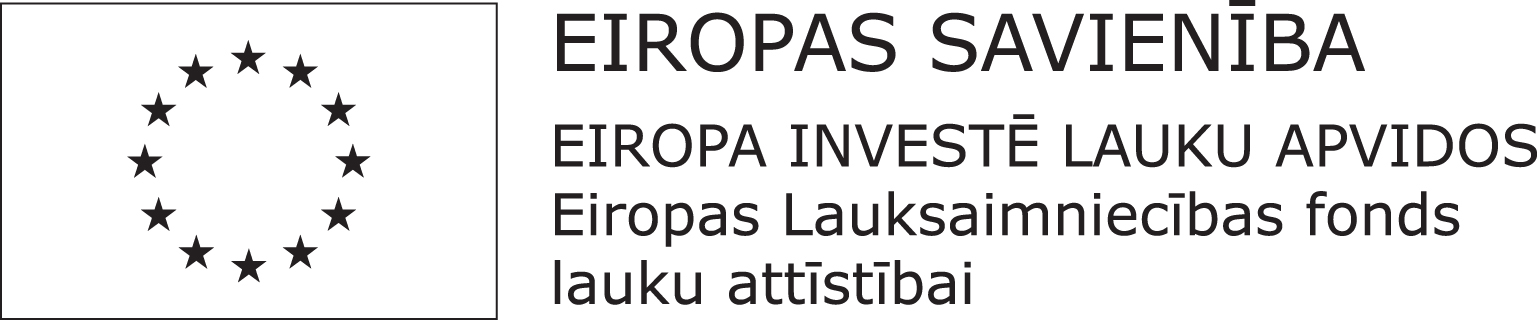 EIROPAS SAVIENĪBA
EIROPA INVESTĒ LAUKU APVIDOS
Eiropas Lauksaimniecības fonds
lauku attīstībai